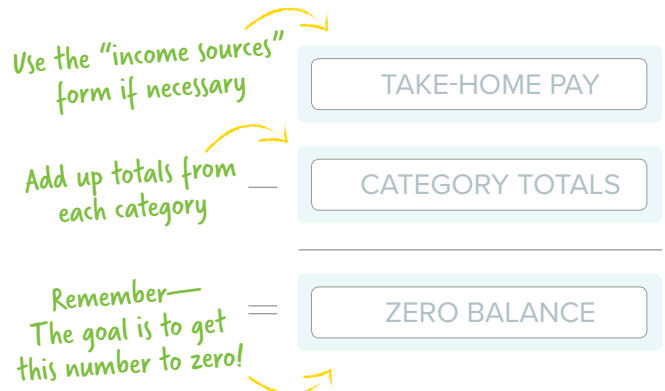 Use the “income sources”
form if necessary
TAKE-HOME PAY
Add up totals from
each category
— CATEGORY TOTALS
Remember—
The goal is to get
this number to zero!
= ZERO BALANCE